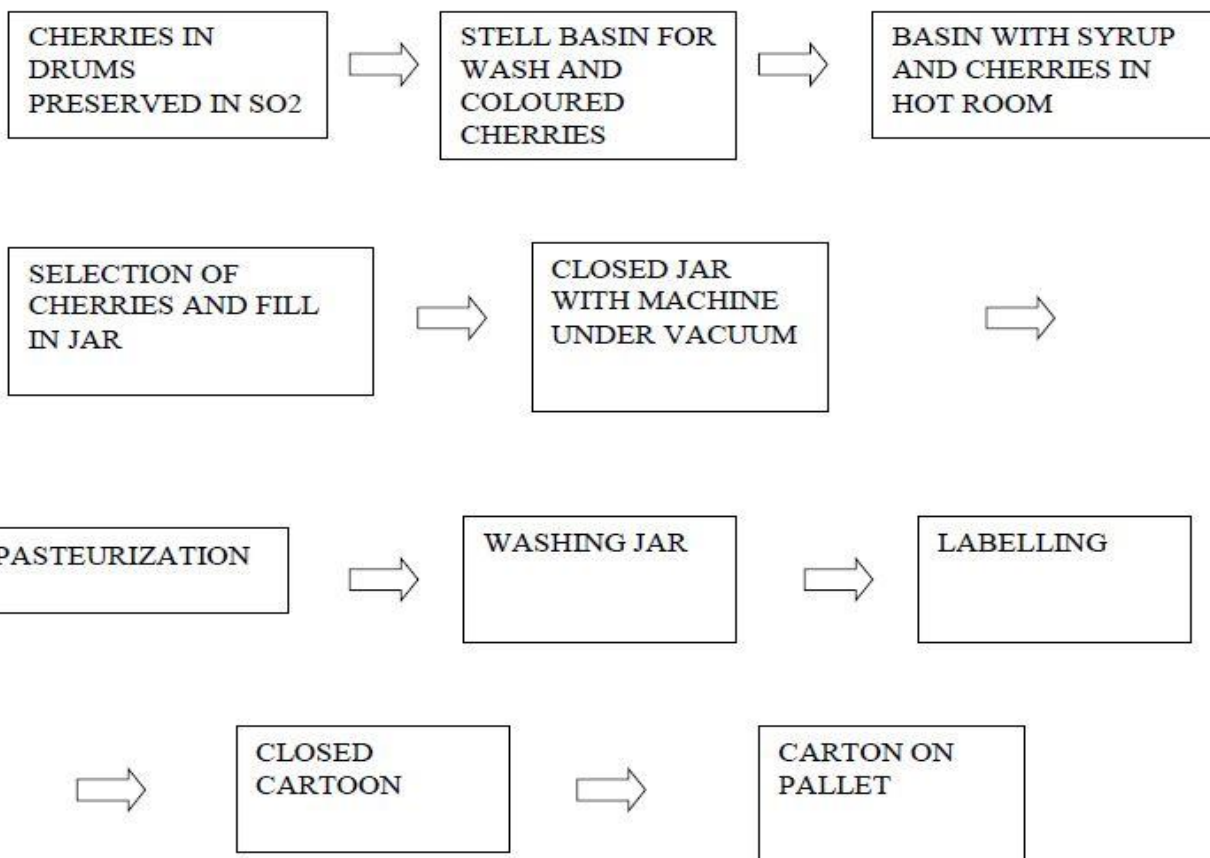 CHERRIES IN
DRUMS
PRESERVED IN SO2
STELL BASIN FOR
WASH AND
COLOURED
CHERRIES
BASIN WITH SYRUP
AND CHERRIES IN
HOT ROOM
SELECTION OF
CHERRIES AND FILL
IN JAR
CLOSED JAR
WITH MACHINE
UNDER VACUUM
PASTEURIZATION
WASHING JAR
LABELLING
CLOSED
CARTOON
CARTON ON
PALLET